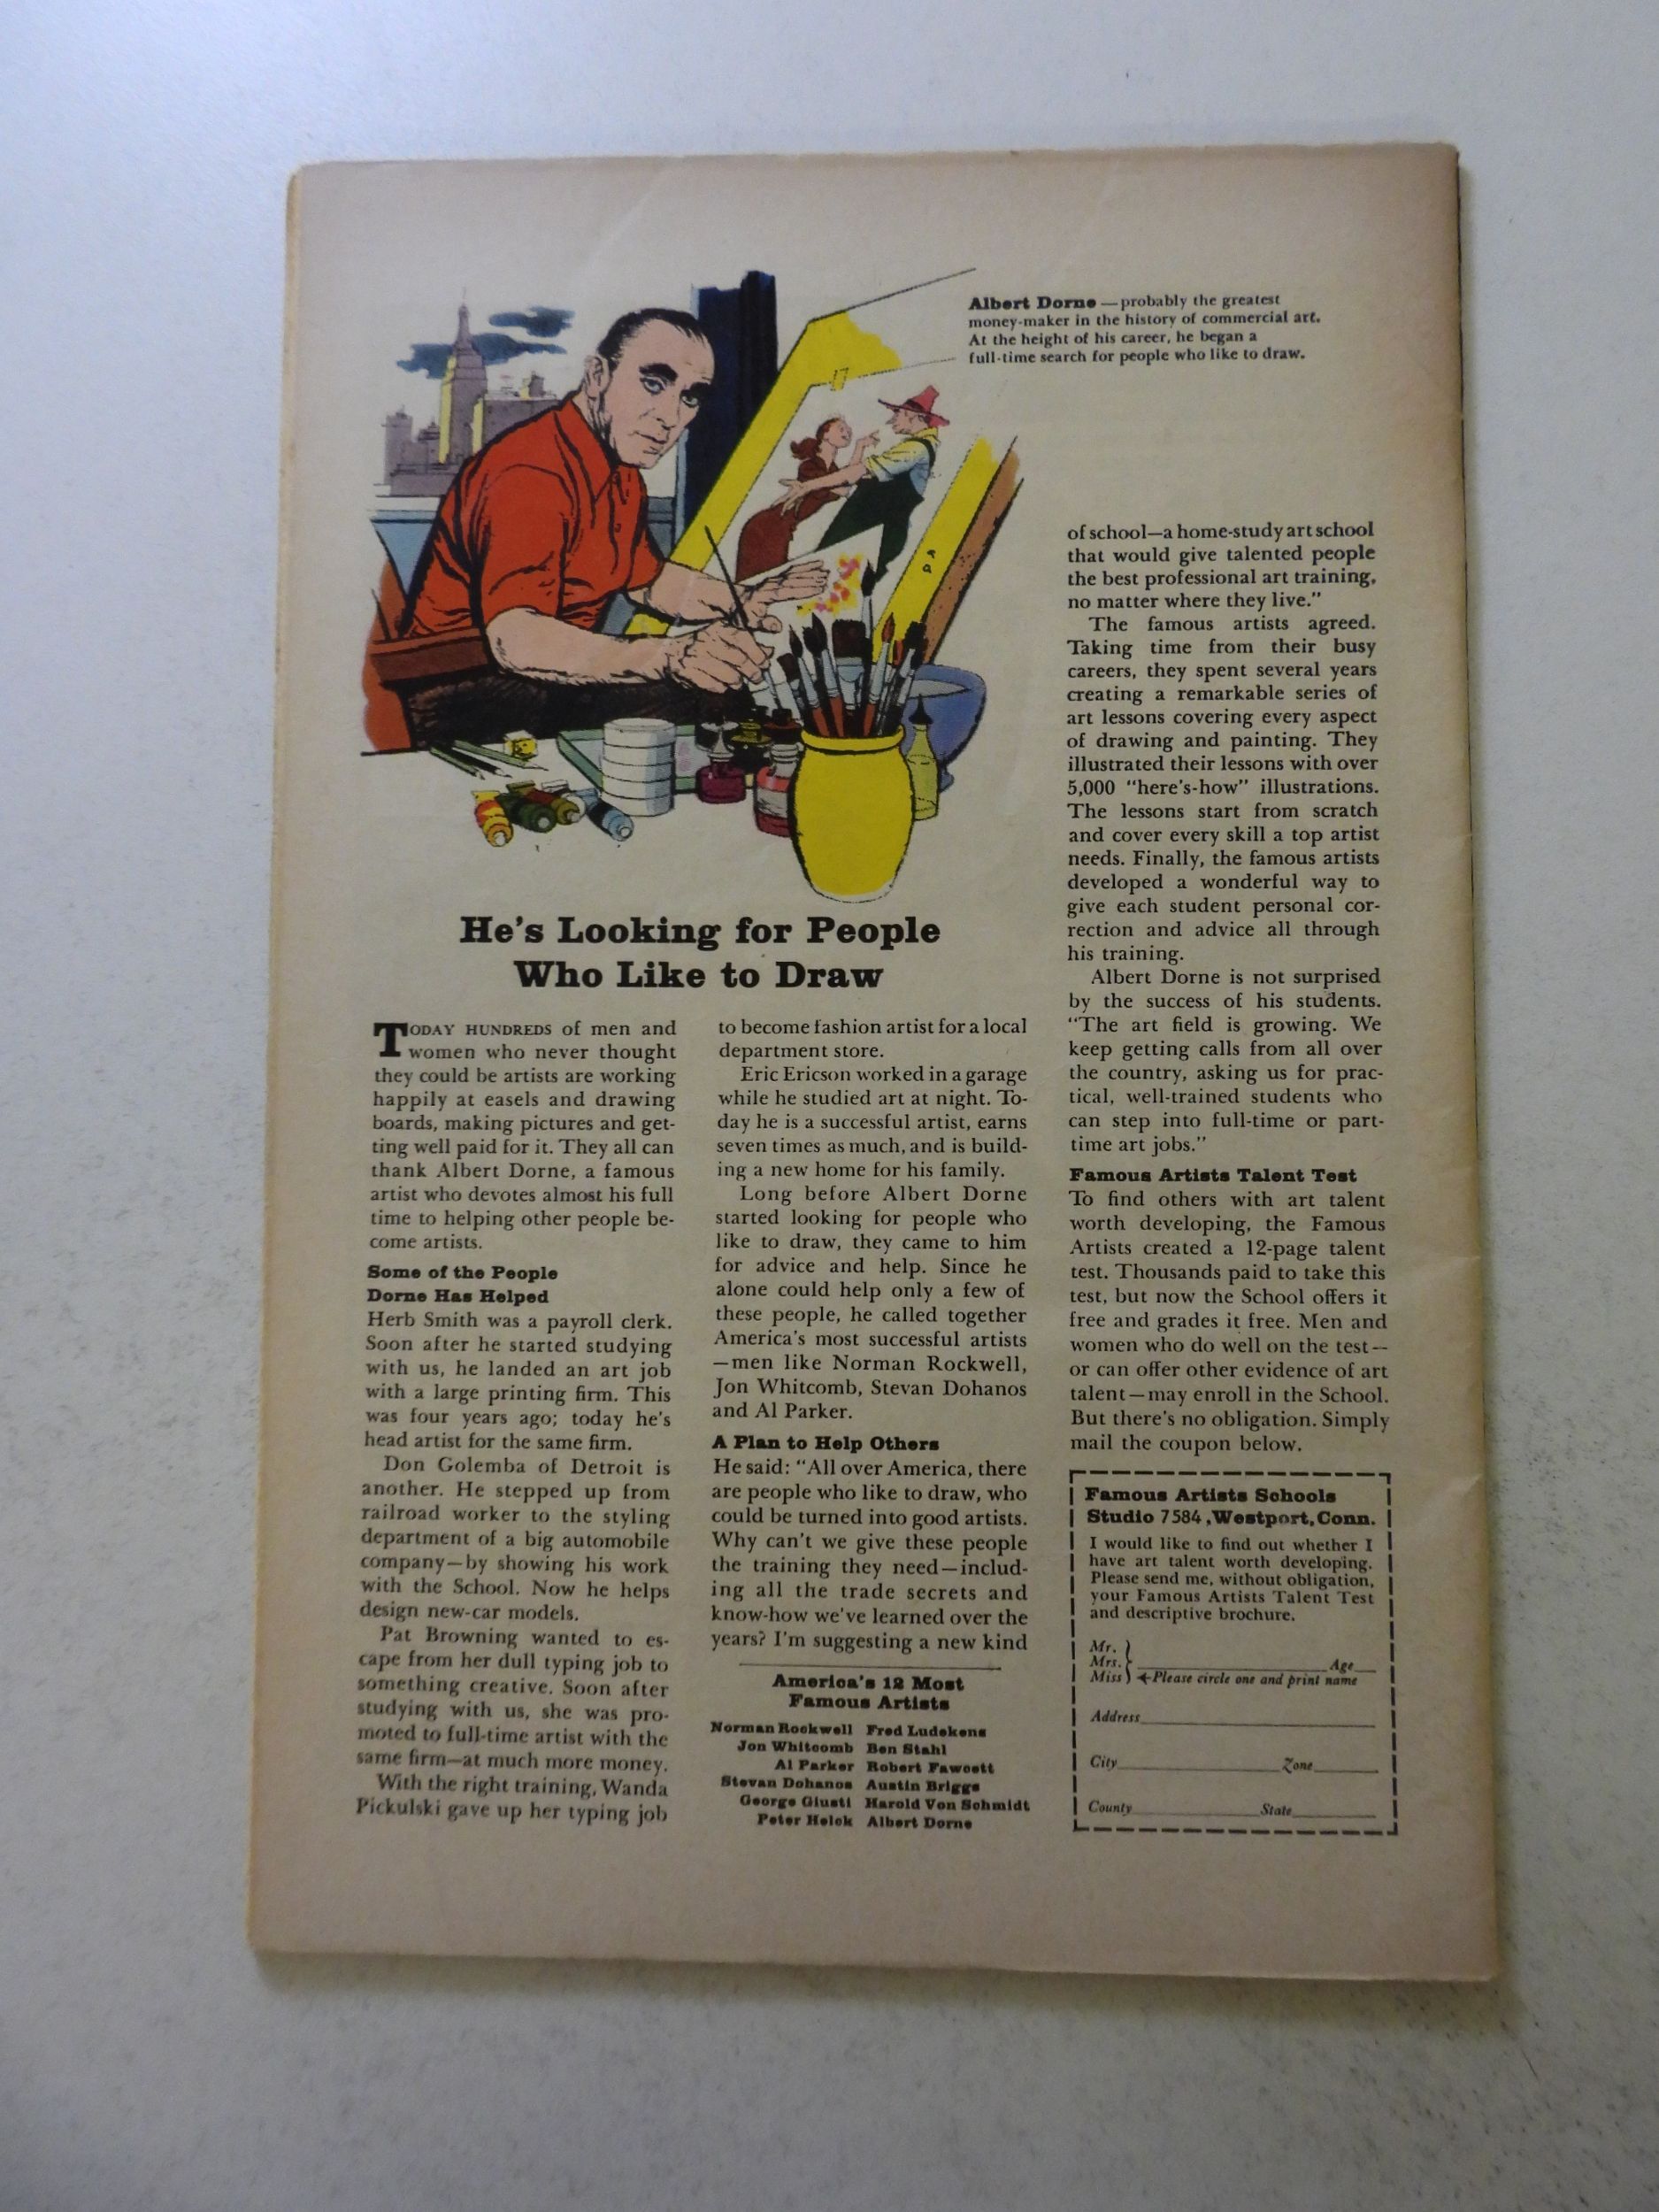 Albert Dorne — probably the greatest
money-maker in the history of commercial art.
At the height of his career, he began a
full-time search for people who like to draw.
He's Looking for People
Who Like to Draw
TODAY HUNDREDS of men and
women who never thought
they could be artists are working
happily at easels and drawing
boards, making pictures and get-
ting well paid for it. They all can
thank Albert Dorne, a famous
artist who devotes almost his full
time to helping other people be-
come artists.
Some of the People
Dorne Has Helped
Herb Smith was a payroll clerk.
Soon after he started studying
with us, he landed an art job
with a large printing firm. This
was four years ago; today he's
head artist for the same firm.
Don Golemba of Detroit is
another. He stepped up from
railroad worker to the styling
department of a big automobile
company—by showing his work
with the School. Now he helps
design new-car models.
Pat Browning wanted to es-
cape from her dull typing job to
something creative. Soon after
studying with us, she was pro-
moted to full-time artist with the
same firm—at much more money.
With the right training, Wanda
Pickulski gave up her typing job
to become fashion artist for a local
department store.
Eric Ericson worked in a garage
while he studied art at night. To-
day he is a successful artist, earns
seven times as much, and is build-
ing a new home for his family.
Long before Albert Dorne
started looking for people who
like to draw, they came to him
for advice and help. Since he
alone could help only a few of
these people, he called together
America's most successful artists
—men like Norman Rockwell,
Jon Whitcomb, Stevan Dohanos
and Al Parker.
A Plan to Help Others
He said: "All over America, there
are people who like to draw, who
could be turned into good artists.
Why can't we give these people
the training they need—includ-
ing all the trade secrets and
know-how we've learned over the
years? I'm suggesting a new kind
America's 12 Most
Famous Artists
Norman Rockwell Fred Ludekens
Jon Whitcomb Ben Stahl
Al Parker Robert Fawcett
Stevan Dohanos Austin Briggs
George Giusti Harold Von Schmidt
Peter Helck Albert Dorne
of school—a home-study art school
that would give talented people
the best professional art training,
no matter where they live."
The famous artists agreed.
Taking time from their busy
careers, they spent several years
creating a remarkable series of
art lessons covering every aspect
of drawing and painting. They
illustrated their lessons with over
5,000 "here's-how" illustrations.
The lessons start from scratch
and cover every skill a top artist
needs. Finally, the famous artists
developed a wonderful way to
give each student personal cor-
rection and advice all through
his training.
Albert Dorne is not surprised
by the success of his students.
"The art field is growing. We
keep getting calls from all over
the country, asking us for prac-
tical, well-trained students who
can step into full-time or part-
time art jobs."
Famous Artists Talent Test
To find others with art talent
worth developing, the Famous
Artists created a 12-page talent
test. Thousands paid to take this
test, but now the School offers it
free and grades it free. Men and
women who do well on the test—
or can offer other evidence of art
talent—may enroll in the School.
But there's no obligation. Simply
mail the coupon below.
Famous Artists Schools
Studio 7584, Westport, Conn.
I would like to find out whether I
have art talent worth developing.
Please send me, without obligation,
your Famous Artists Talent Test
and descriptive brochure.
Mr.
Mrs. Age
Miss ←Please circle one and print name
Address
City Zone
County State